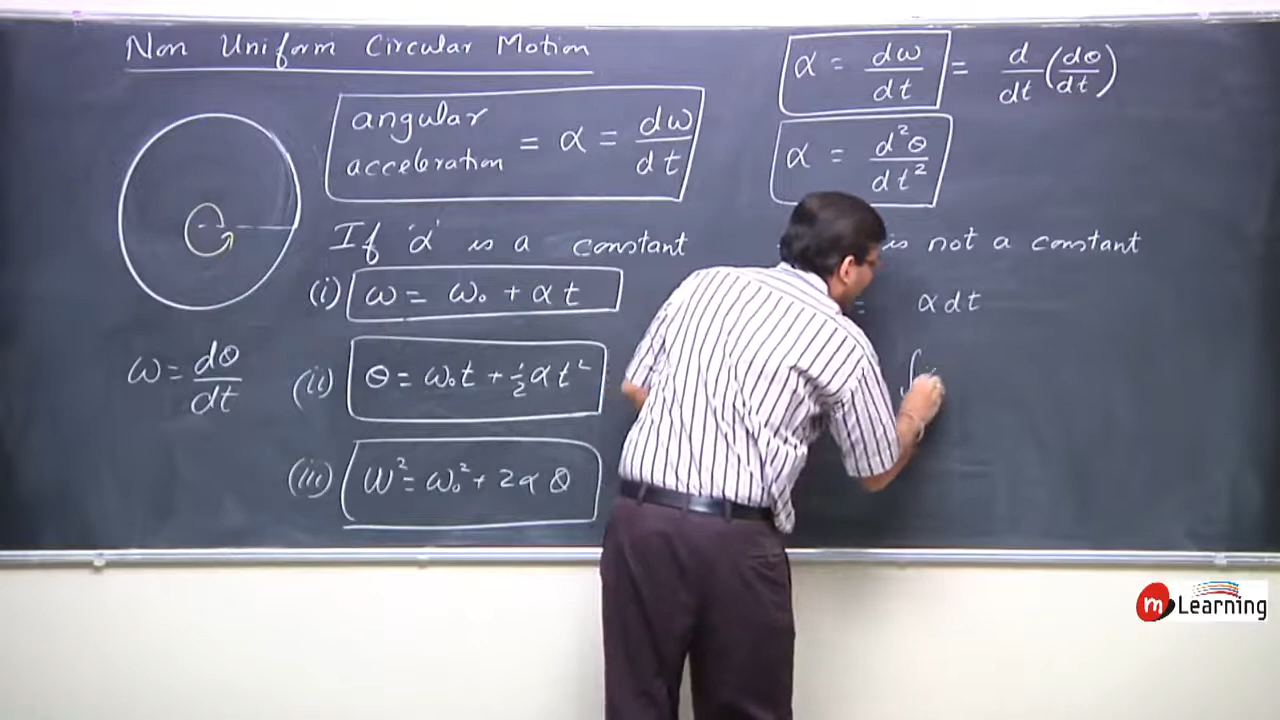 Non Uniform Circular Motion
angular acceleration = α = dω/dt
If 'α' is a constant
(i) ω = ω₀ + αt
ω = dθ/dt
(ii) θ = ω₀t + ½αt²
(iii) ω² = ω₀² + 2αθ
α = dω/dt = d/dt(dθ/dt)
α = d²θ/dt²
is not a constant
= αdt
∫
m Learning